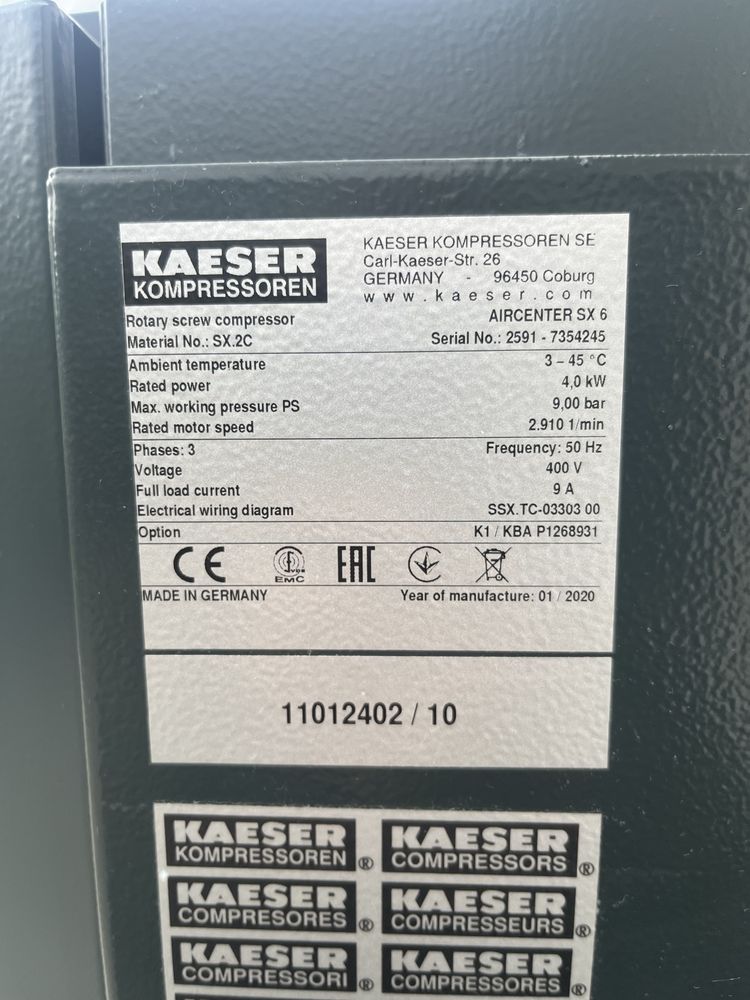 KAESER
KOMPRESSOREN
KAESER KOMPRESSOREN SE
Carl-Kaeser-Str. 26
GERMANY - 96450 Coburg
www.kaeser.com
Rotary screw compressor AIRCENTER SX 6
Material No.: SX.2C Serial No.: 2591 - 7354245
Ambient temperature 3 – 45 °C
Rated power 4,0 kW
Max. working pressure PS 9,00 bar
Rated motor speed 2.910 1/min
Phases: 3 Frequency: 50 Hz
Voltage 400 V
Full load current 9 A
Electrical wiring diagram SSX.TC-03303 00
Option K1 / KBA P1268931
CE EMC EAC
MADE IN GERMANY Year of manufacture: 01 / 2020
11012402 / 10
KAESER KAESER
KOMPRESSOREN ® COMPRESSORS ®
KAESER KAESER
COMPRESORES ® COMPRESSEURS ®
KAESER KAESER
COMPRESSORI ® COMPRESSORES ®